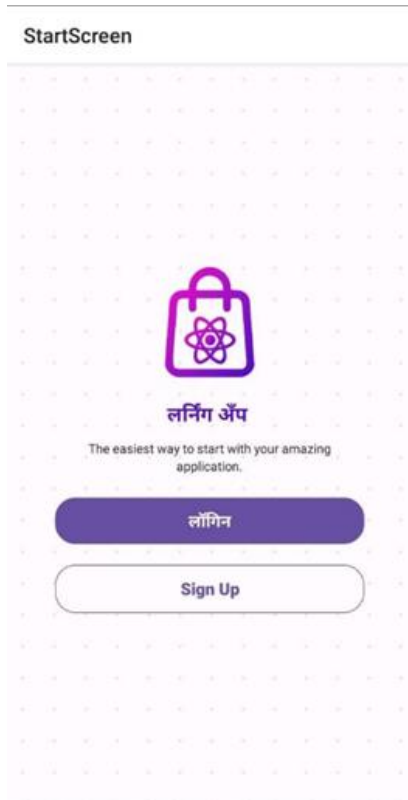 StartScreen
लर्निंग अँप
The easiest way to start with your amazing
application.
लॉगिन
Sign Up